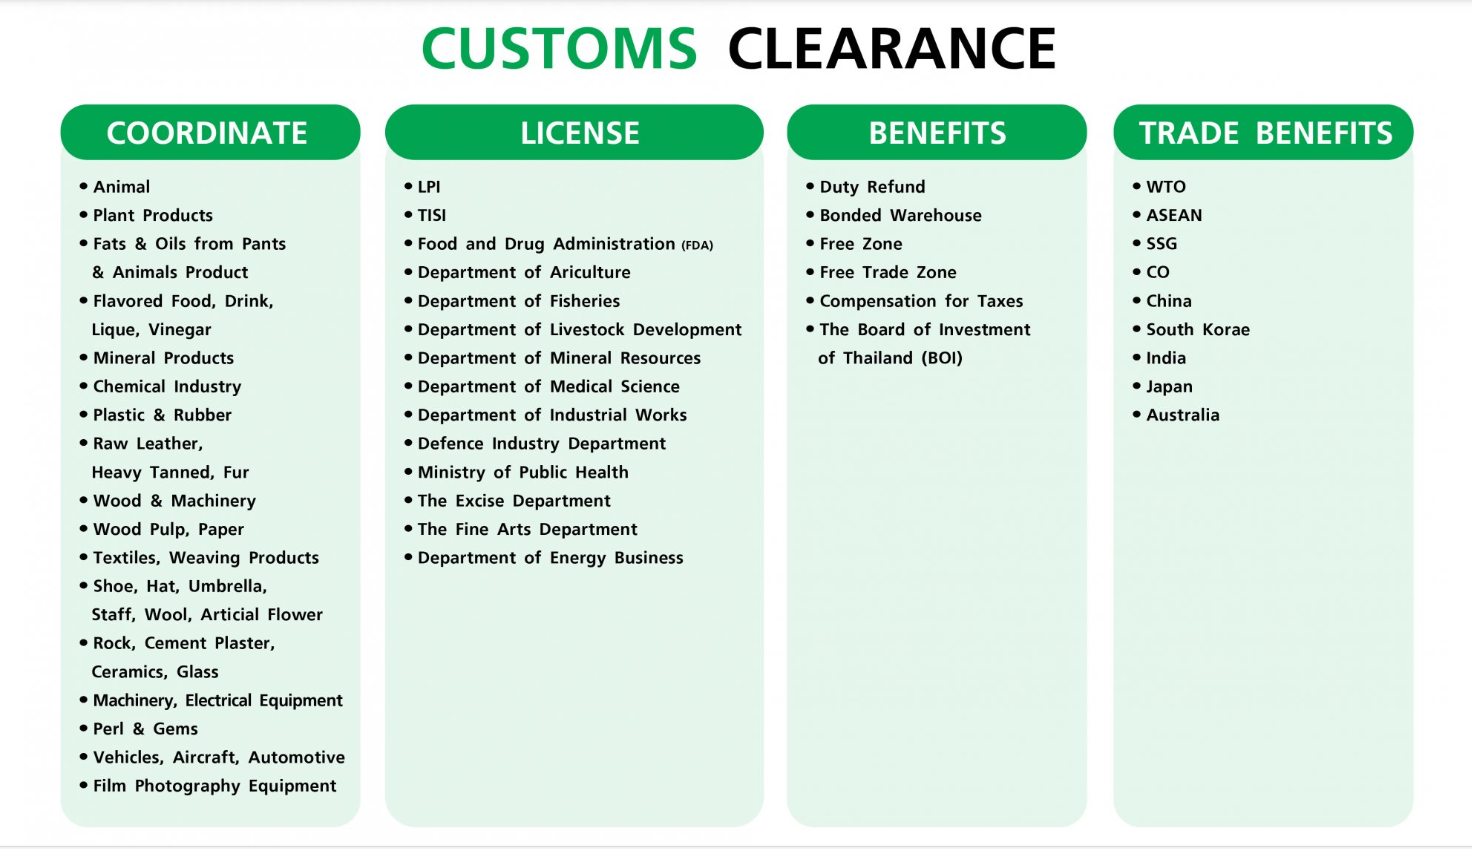 CUSTOMS CLEARANCE
COORDINATE
• Animal
• Plant Products
• Fats & Oils from Pants
& Animals Product
• Flavored Food, Drink,
Lique, Vinegar
• Mineral Products
• Chemical Industry
• Plastic & Rubber
• Raw Leather,
Heavy Tanned, Fur
• Wood & Machinery
• Wood Pulp, Paper
• Textiles, Weaving Products
• Shoe, Hat, Umbrella,
Staff, Wool, Articial Flower
• Rock, Cement Plaster,
Ceramics, Glass
• Machinery, Electrical Equipment
• Perl & Gems
• Vehicles, Aircraft, Automotive
• Film Photography Equipment
LICENSE
• LPI
• TISI
• Food and Drug Administration (FDA)
• Department of Ariculture
• Department of Fisheries
• Department of Livestock Development
• Department of Mineral Resources
• Department of Medical Science
• Department of Industrial Works
• Defence Industry Department
• Ministry of Public Health
• The Excise Department
• The Fine Arts Department
• Department of Energy Business
BENEFITS
• Duty Refund
• Bonded Warehouse
• Free Zone
• Free Trade Zone
• Compensation for Taxes
• The Board of Investment
of Thailand (BOI)
TRADE BENEFITS
• WTO
• ASEAN
• SSG
• CO
• China
• South Korae
• India
• Japan
• Australia